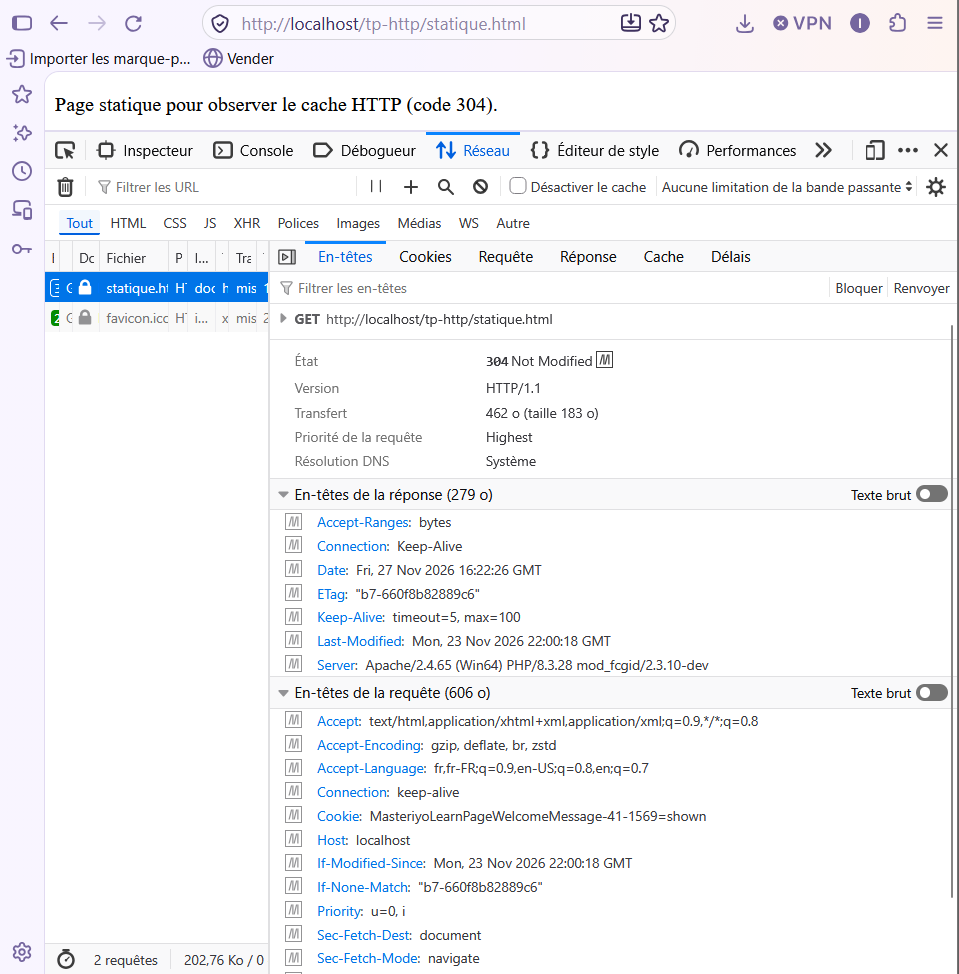 http://localhost/tp-http/statique.html
VPN
I
Importer les marque-p... Vender
Page statique pour observer le cache HTTP (code 304).
Inspecteur Console Débogueur Réseau Éditeur de style Performances
Filtrer les URL Désactiver le cache Aucune limitation de la bande passante
Tout HTML CSS JS XHR Polices Images Médias WS Autre
Fichier P I...
En-têtes Cookies Requête Réponse Cache Délais
statique.ht doc h mis 1
favicon.ico i... x mis 2
Filtrer les en-têtes Bloquer Renvoyer
GET http://localhost/tp-http/statique.html
État 304 Not Modified
Version HTTP/1.1
Transfert 462 o (taille 183 o)
Priorité de la requête Highest
Résolution DNS Système
En-têtes de la réponse (279 o) Texte brut
Accept-Ranges: bytes
Connection: Keep-Alive
Date: Fri, 27 Nov 2026 16:22:26 GMT
ETag: "b7-660f8b82889c6"
Keep-Alive: timeout=5, max=100
Last-Modified: Mon, 23 Nov 2026 22:00:18 GMT
Server: Apache/2.4.65 (Win64) PHP/8.3.28 mod_fcgid/2.3.10-dev
En-têtes de la requête (606 o) Texte brut
Accept: text/html,application/xhtml+xml,application/xml;q=0.9,*/*;q=0.8
Accept-Encoding: gzip, deflate, br, zstd
Accept-Language: fr,fr-FR;q=0.9,en-US;q=0.8,en;q=0.7
Connection: keep-alive
Cookie: MasteriyoLearnPageWelcomeMessage-41-1569=shown
Host: localhost
If-Modified-Since: Mon, 23 Nov 2026 22:00:18 GMT
If-None-Match: "b7-660f8b82889c6"
Priority: u=0, i
Sec-Fetch-Dest: document
Sec-Fetch-Mode: navigate
2 requêtes 202,76 Ko / 0